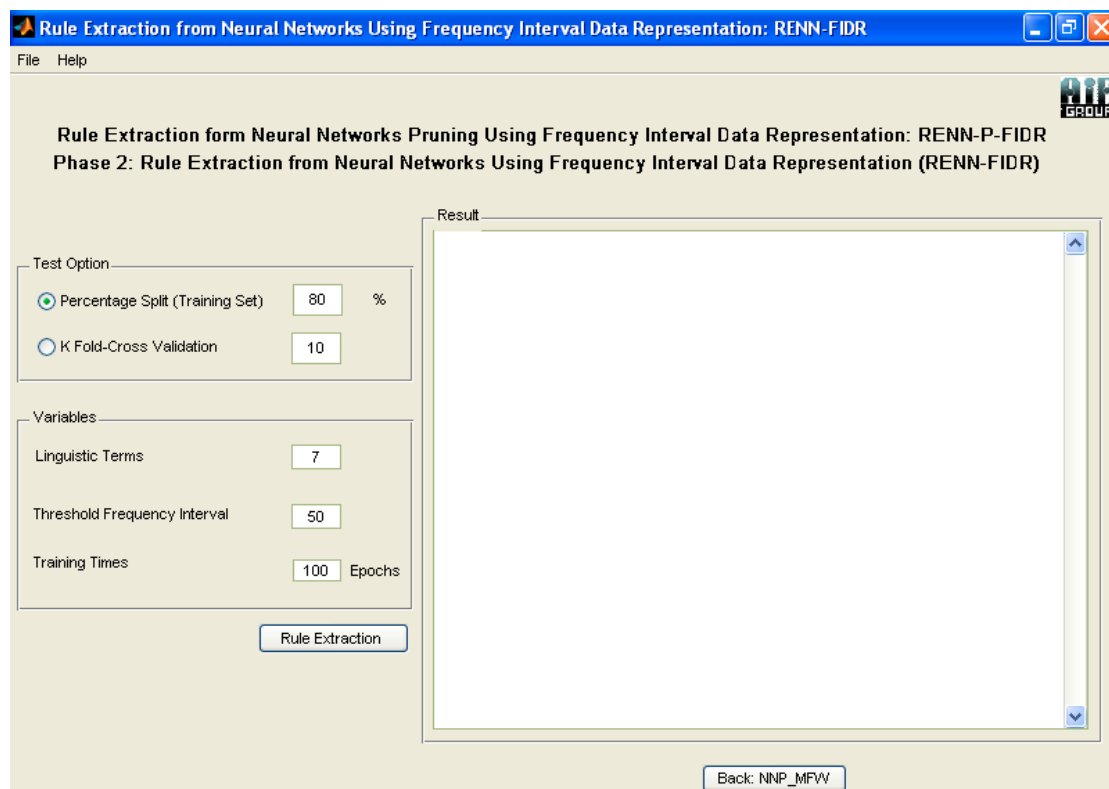 Rule Extraction from Neural Networks Using Frequency Interval Data Representation: RENN-FIDR
File Help
AiF
GROUP
Rule Extraction form Neural Networks Pruning Using Frequency Interval Data Representation: RENN-P-FIDR
Phase 2: Rule Extraction from Neural Networks Using Frequency Interval Data Representation (RENN-FIDR)
Result
Test Option
Percentage Split (Training Set) 80 %
K Fold-Cross Validation 10
Variables
Linguistic Terms 7
Threshold Frequency Interval 50
Training Times 100 Epochs
Rule Extraction
Back: NNP_MFW